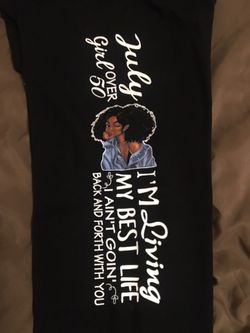 July
Girl OVER
50
I'M Living
MY BEST LIFE
I AIN'T GOIN'
BACK AND FORTH WITH YOU